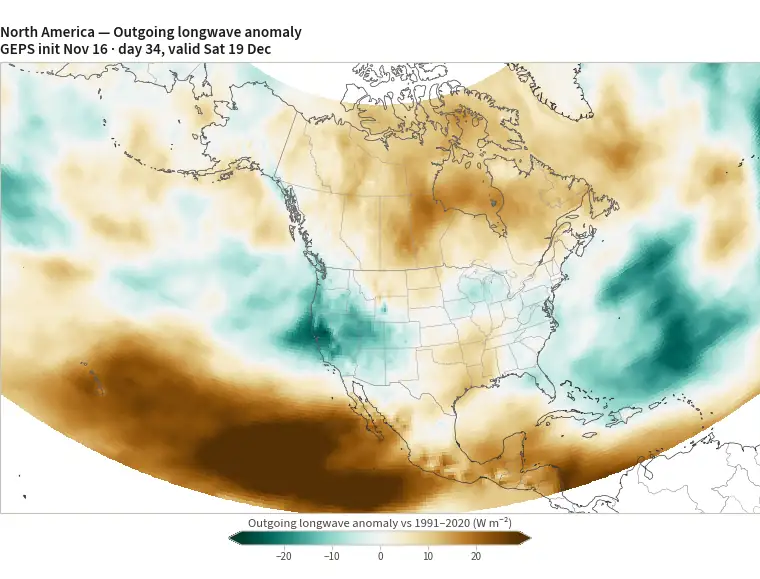 North America — Outgoing longwave anomaly
GEPS init Nov 16 · day 34, valid Sat 19 Dec
Outgoing longwave anomaly vs 1991–2020 (W m⁻²)
−20 −10 0 10 20